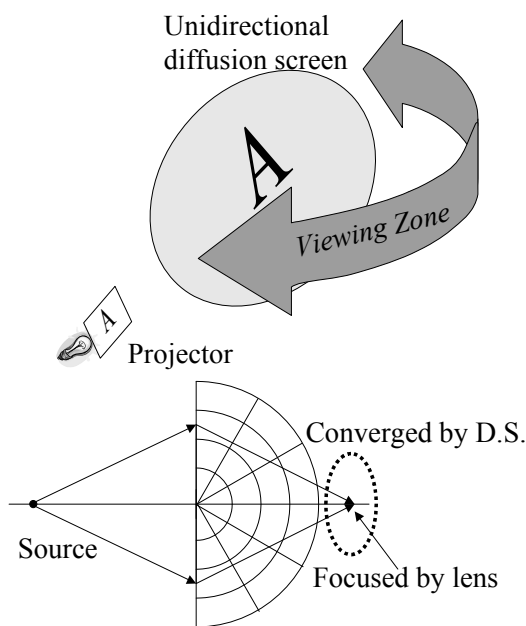 Unidirectional
diffusion screen
A
Viewing Zone
A
Projector
Converged by D.S.
Source
Focused by lens